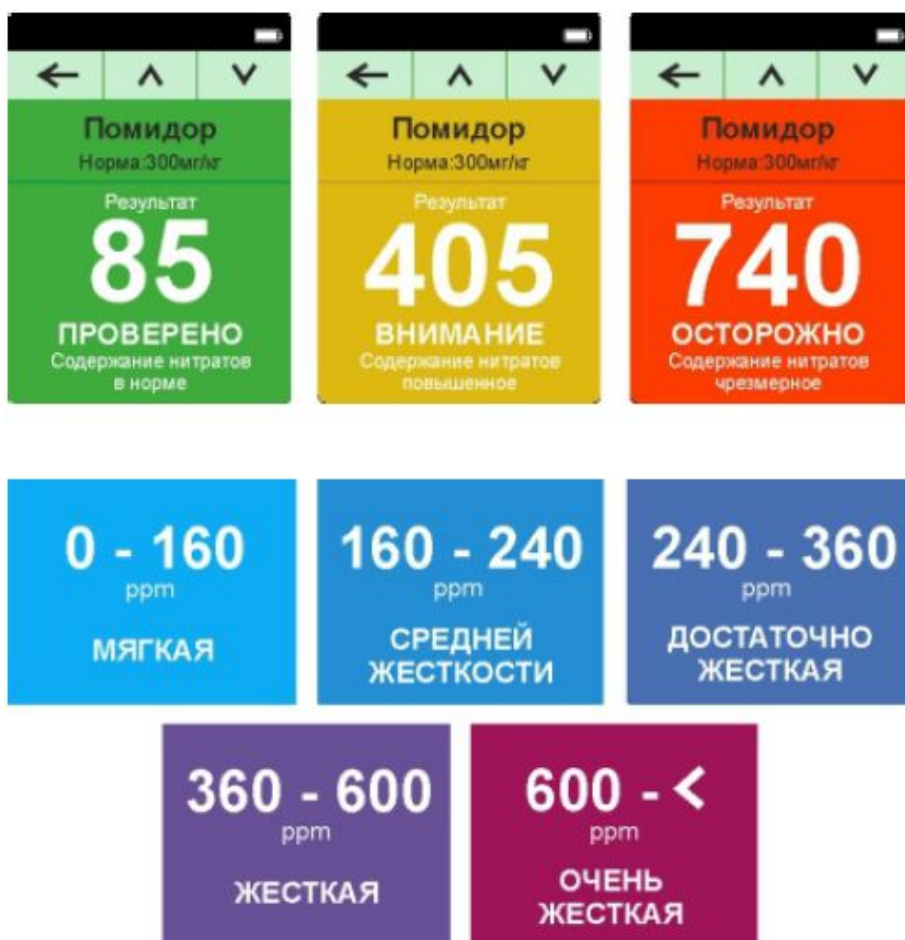 Помидор
Норма:300мг/кг
Результат
85
ПРОВЕРЕНО
Содержание нитратов
в норме
Помидор
Норма:300мг/кг
Результат
405
ВНИМАНИЕ
Содержание нитратов
повышенное
Помидор
Норма:300мг/кг
Результат
740
ОСТОРОЖНО
Содержание нитратов
чрезмерное
0 - 160
ppm
МЯГКАЯ
160 - 240
ppm
СРЕДНЕЙ
ЖЕСТКОСТИ
240 - 360
ppm
ДОСТАТОЧНО
ЖЕСТКАЯ
360 - 600
ppm
ЖЕСТКАЯ
600 - <
ppm
ОЧЕНЬ
ЖЕСТКАЯ